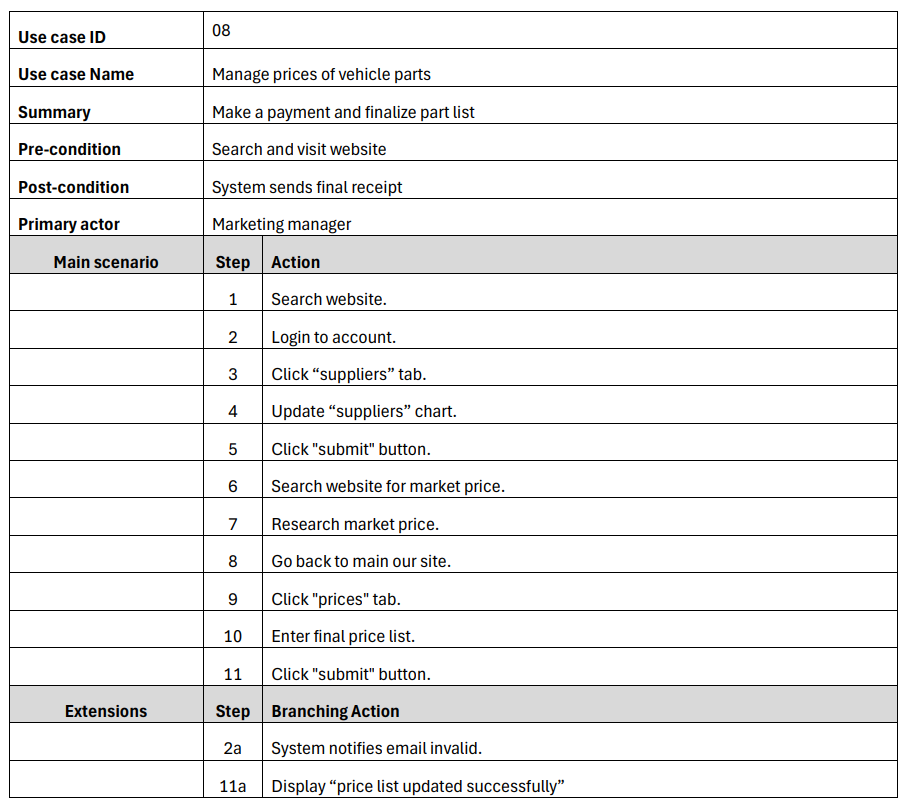 Use case ID 08
Use case Name Manage prices of vehicle parts
Summary Make a payment and finalize part list
Pre-condition Search and visit website
Post-condition System sends final receipt
Primary actor Marketing manager
Main scenario Step Action
1 Search website.
2 Login to account.
3 Click “suppliers” tab.
4 Update “suppliers” chart.
5 Click "submit" button.
6 Search website for market price.
7 Research market price.
8 Go back to main our site.
9 Click "prices" tab.
10 Enter final price list.
11 Click "submit" button.
Extensions Step Branching Action
2a System notifies email invalid.
11a Display “price list updated successfully”